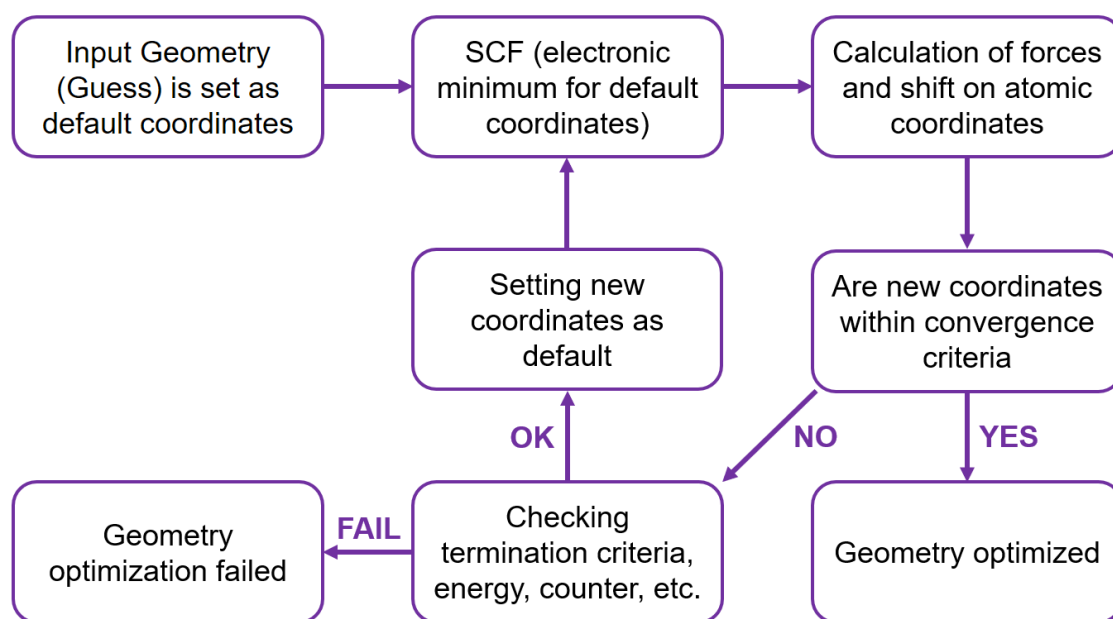 Input Geometry
(Guess) is set as
default coordinates
SCF (electronic
minimum for default
coordinates)
Calculation of forces
and shift on atomic
coordinates
Setting new
coordinates as
default
Are new coordinates
within convergence
criteria
OK
NO
YES
Geometry
optimization failed
FAIL
Checking
termination criteria,
energy, counter, etc.
Geometry optimized